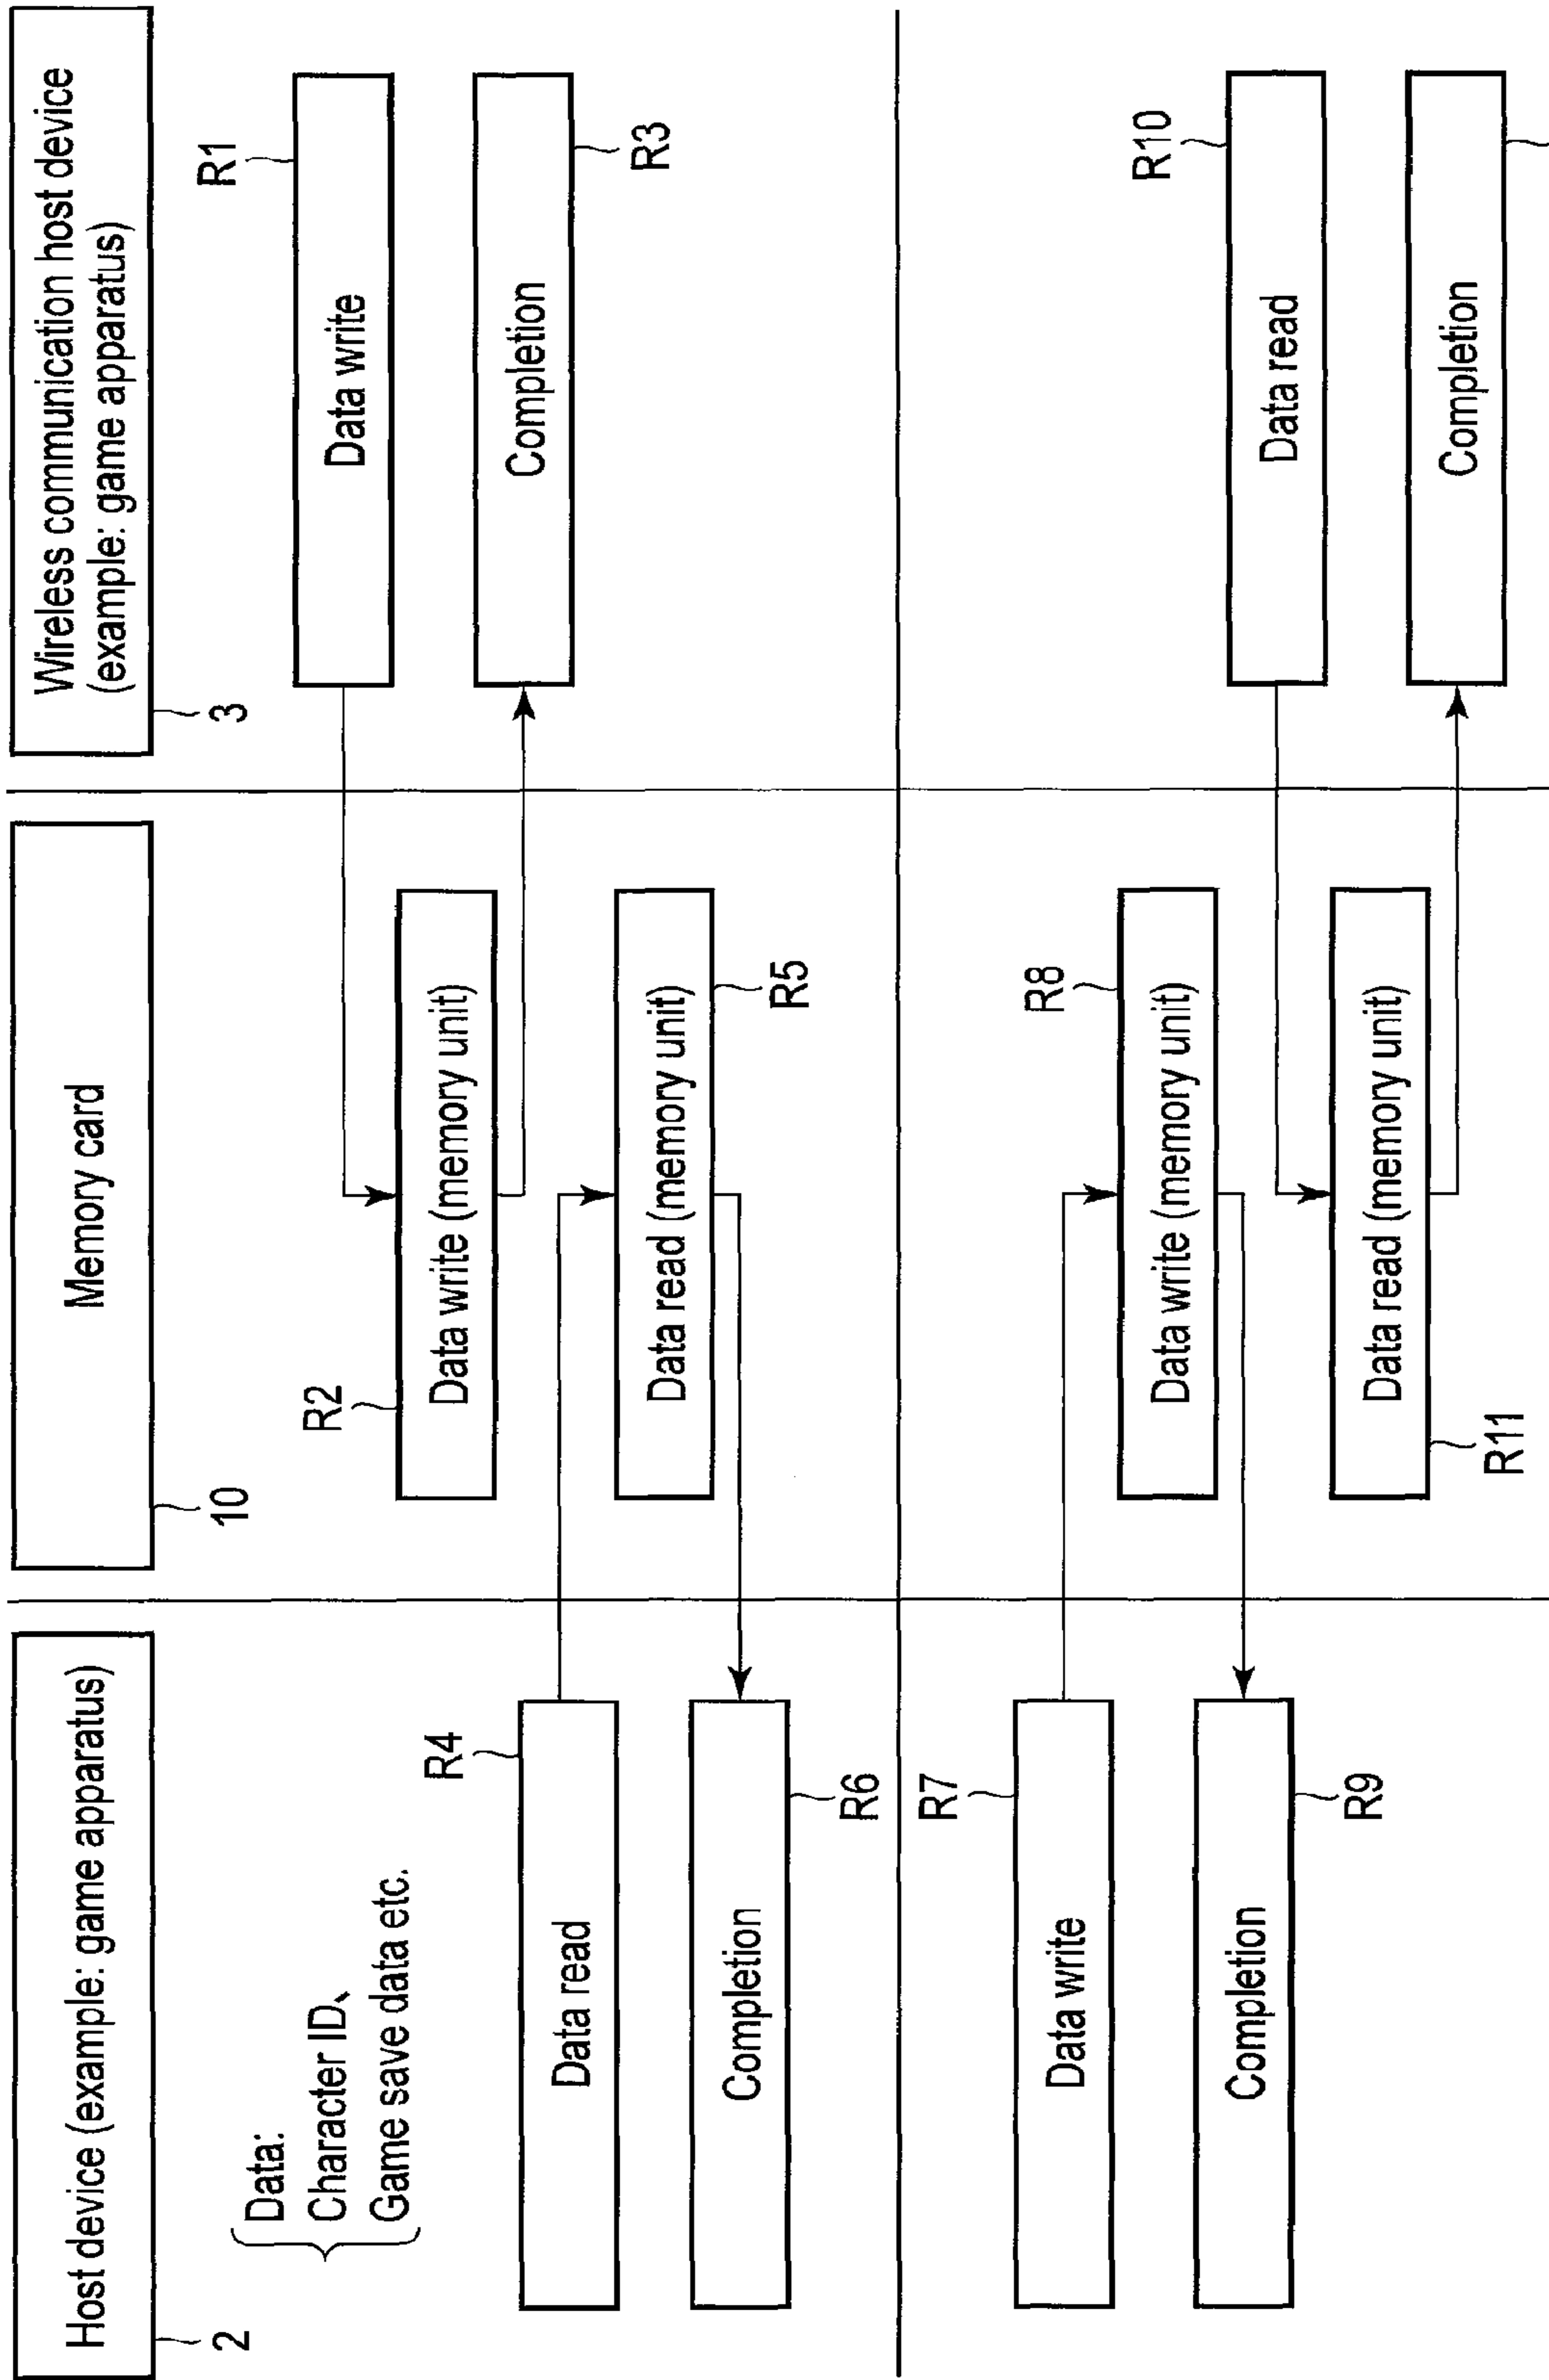 Host device (example: game apparatus)
2
Memory card
10
Wireless communication host device
(example: game apparatus)
3
Data:
Character ID、
Game save data etc.
R1
Data write
R2
Data write (memory unit)
Completion
R3
R4
Data read
Data read (memory unit)
R5
Completion
R6
R7
Data write
R8
Data write (memory unit)
Completion
R9
R10
Data read
Data read (memory unit)
R11
Completion